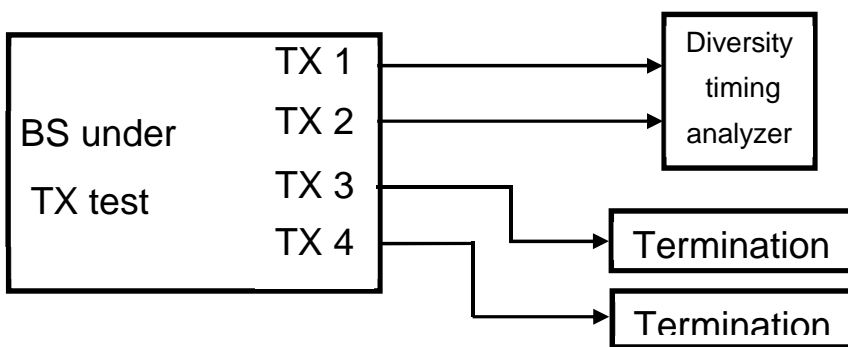 BS under
TX test
TX 1
TX 2
TX 3
TX 4
Diversity
timing
analyzer
Termination
Termination